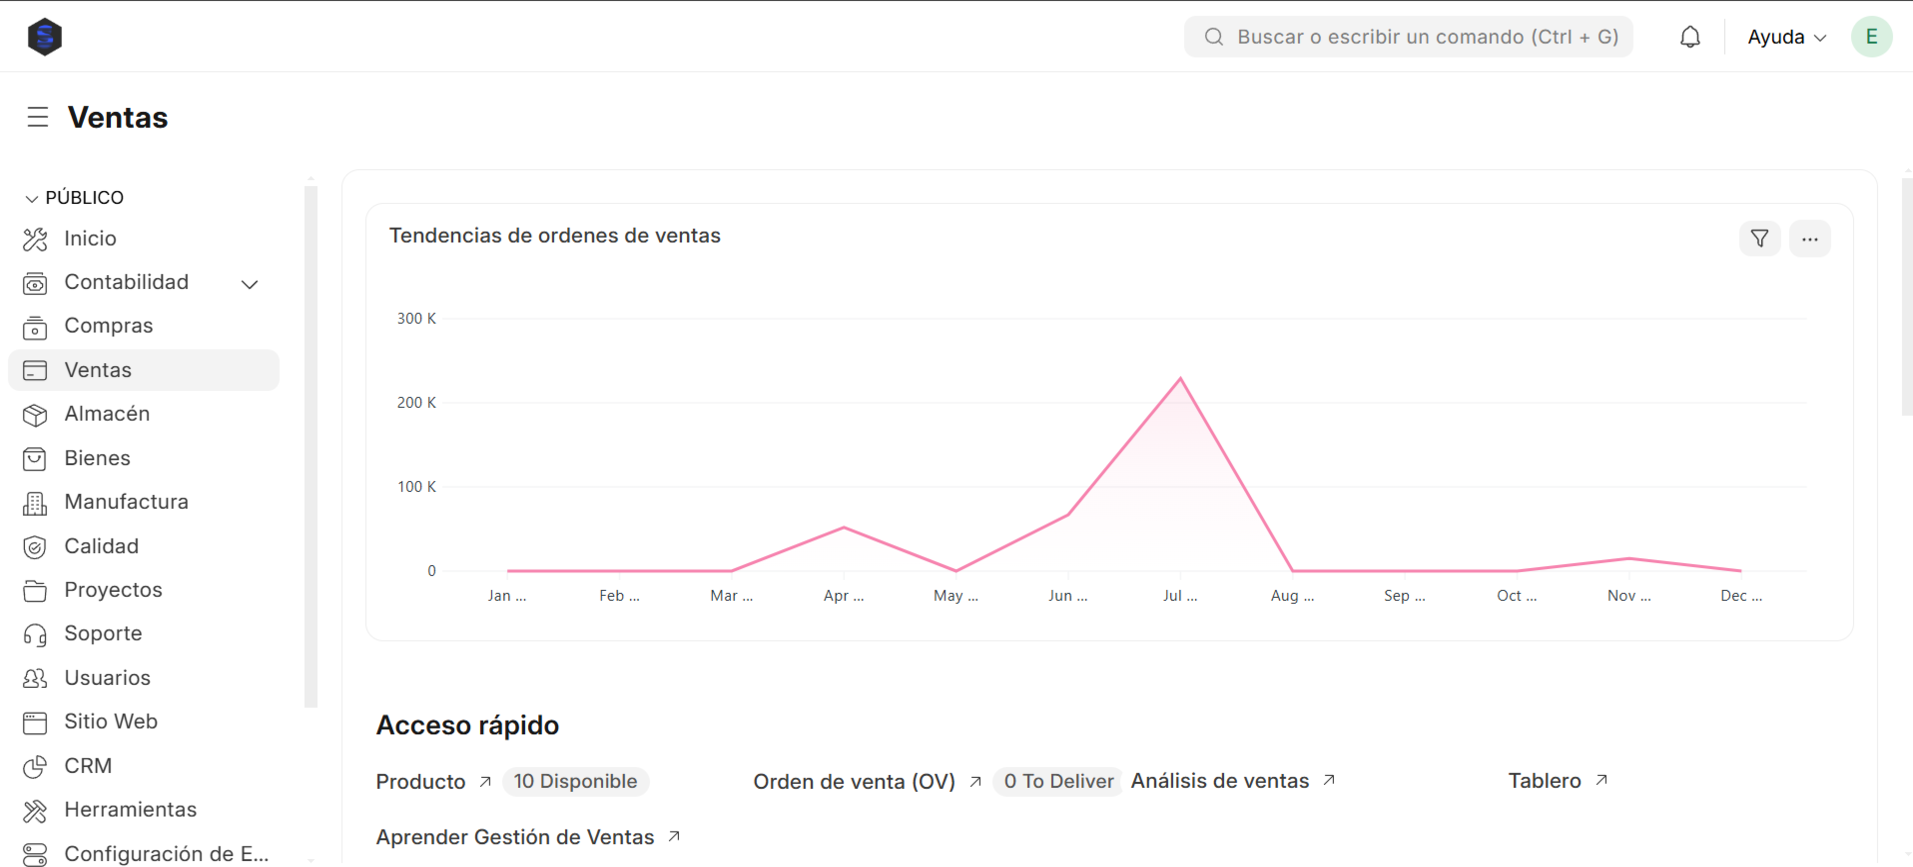 Buscar o escribir un comando (Ctrl + G)
Ayuda
E
Ventas
PÚBLICO
Inicio
Contabilidad
Compras
Ventas
Almacén
Bienes
Manufactura
Calidad
Proyectos
Soporte
Usuarios
Sitio Web
CRM
Herramientas
Configuración de E...
Tendencias de ordenes de ventas
300 K
200 K
100 K
0
Jan ... Feb ... Mar ... Apr ... May ... Jun ... Jul ... Aug ... Sep ... Oct ... Nov ... Dec ...
Acceso rápido
Producto 10 Disponible Orden de venta (OV) 0 To Deliver Análisis de ventas Tablero
Aprender Gestión de Ventas